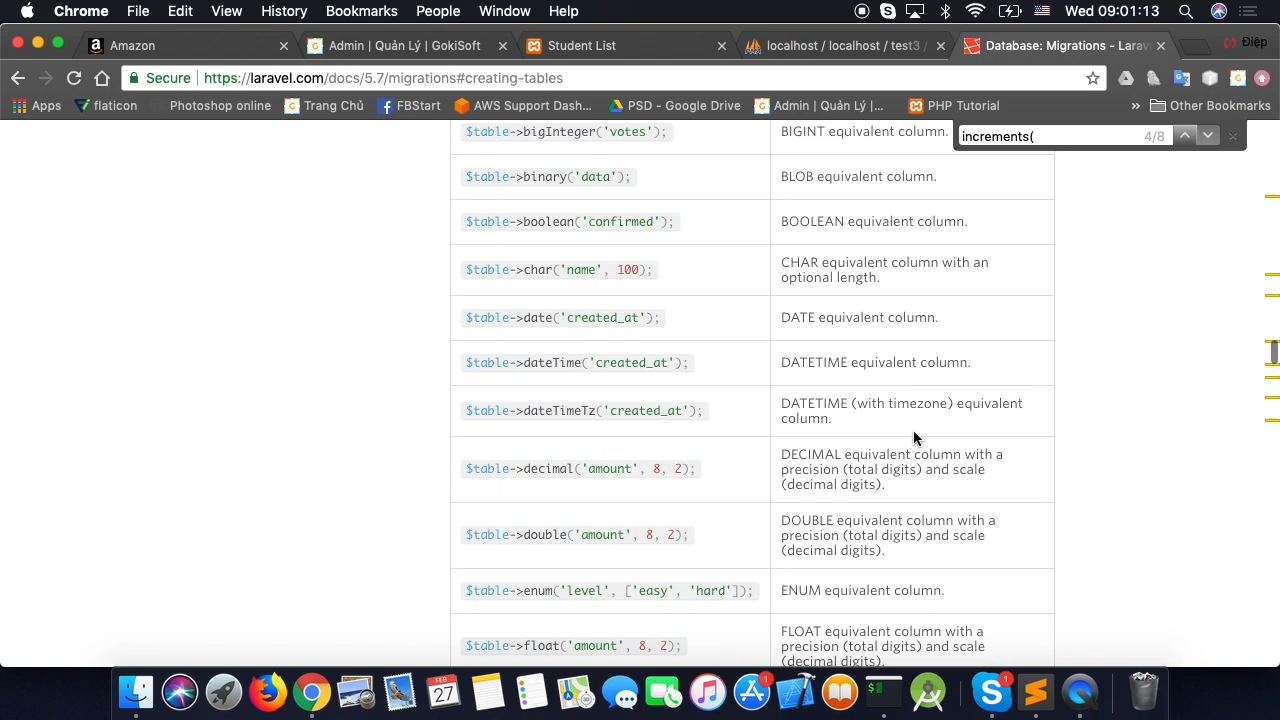 Chrome File Edit View History Bookmarks People Window Help Wed 09:01:13
Amazon Admin | Quản Lý | GokiSoft Student List localhost / localhost / test3 / Database: Migrations - Larav Điệp
Secure https://laravel.com/docs/5.7/migrations#creating-tables
Apps flaticon Photoshop online Trang Chủ FBStart AWS Support Dash... PSD - Google Drive Admin | Quản Lý |... PHP Tutorial » Other Bookmarks
increments( 4/8
$table->bigInteger('votes'); BIGINT equivalent column.
$table->binary('data'); BLOB equivalent column.
$table->boolean('confirmed'); BOOLEAN equivalent column.
$table->char('name', 100); CHAR equivalent column with an
optional length.
$table->date('created_at'); DATE equivalent column.
$table->dateTime('created_at'); DATETIME equivalent column.
$table->dateTimeTz('created_at'); DATETIME (with timezone) equivalent
column.
$table->decimal('amount', 8, 2); DECIMAL equivalent column with a
precision (total digits) and scale
(decimal digits).
$table->double('amount', 8, 2); DOUBLE equivalent column with a
precision (total digits) and scale
(decimal digits).
$table->enum('level', ['easy', 'hard']); ENUM equivalent column.
$table->float('amount', 8, 2); FLOAT equivalent column with a
precision (total digits) and scale
(decimal digits).
FEB
27
1
1